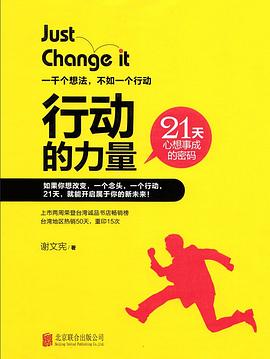 Just
Change it
一千个想法，不如一个行动
行动
的力量
21天
心想事成
的密码
如果你想改变，一个念头，一个行动，
21天，就能开启属于你的新未来！
上市两周荣登台湾诚品书店畅销榜
台湾地区热销50天，重印15次
谢文宪 著
北京联合出版公司